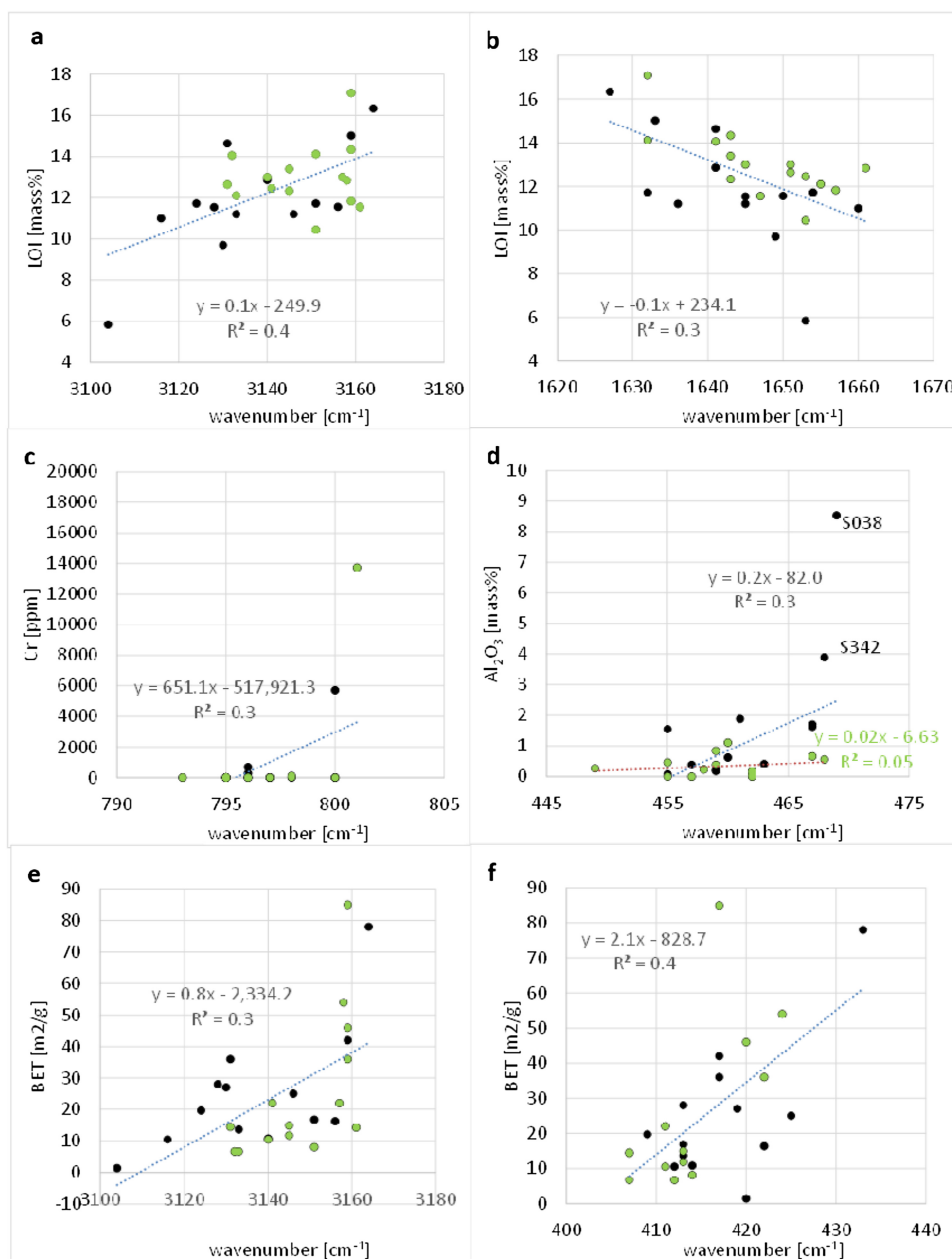 a
18
16
14
12
10
8
6
4
LOI [mass%]
y = 0.1x - 249.9
R² = 0.4
3100 3120 3140 3160 3180
wavenumber [cm⁻¹]
b
18
16
14
12
10
8
6
4
LOI [mass%]
y = -0.1x + 234.1
R² = 0.3
1620 1630 1640 1650 1660 1670
wavenumber [cm⁻¹]
c
20000
18000
16000
14000
12000
10000
8000
6000
4000
2000
0
Cr [ppm]
y = 651.1x - 517,921.3
R² = 0.3
790 795 800 805
wavenumber [cm⁻¹]
d
10
9
8
7
6
5
4
3
2
1
0
Al₂O₃ [mass%]
S038
y = 0.2x - 82.0
R² = 0.3
S342
y = 0.02x - 6.63
R² = 0.05
445 455 465 475
wavenumber [cm⁻¹]
e
90
80
70
60
50
40
30
20
10
0
-10
BET [m2/g]
y = 0.8x - 2,334.2
R² = 0.3
3100 3120 3140 3160 3180
wavenumber [cm⁻¹]
f
90
80
70
60
50
40
30
20
10
0
BET [m2/g]
y = 2.1x - 828.7
R² = 0.4
400 410 420 430 440
wavenumber [cm⁻¹]